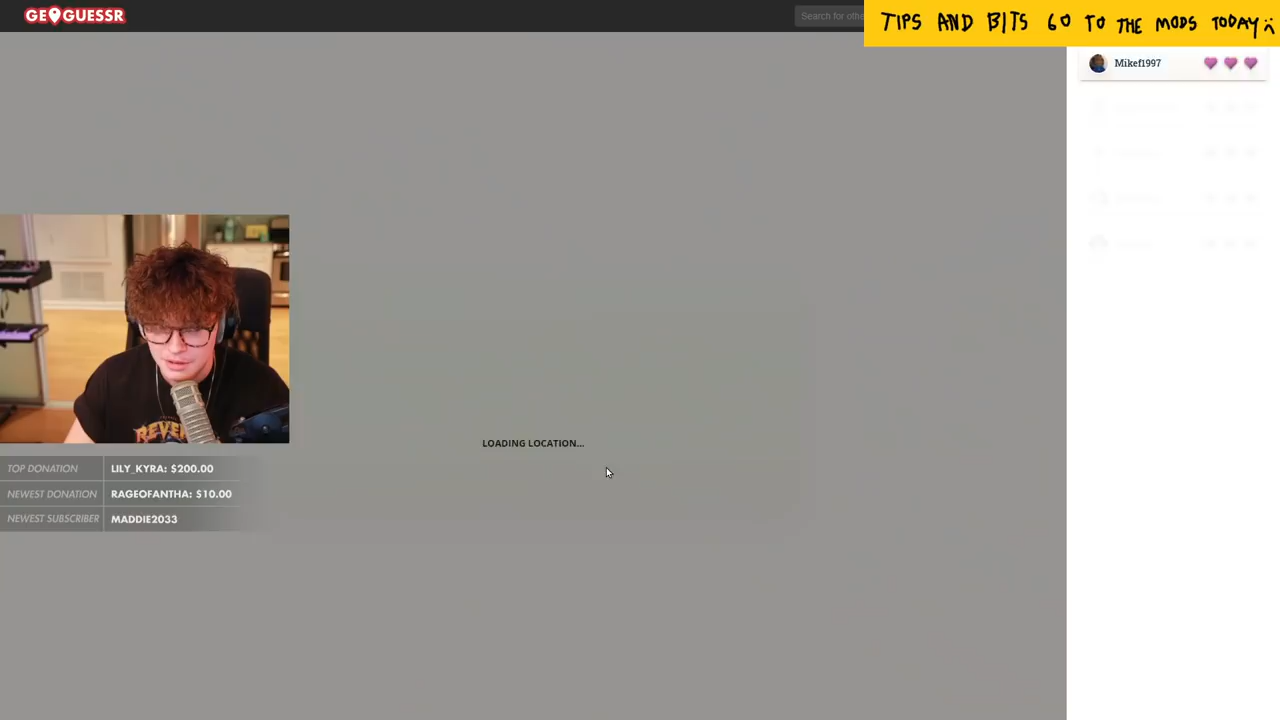 GEOGUESSR
Search for othe
TIPS AND BITS GO TO THE MODS TODAY
Mikef1997
LOADING LOCATION...
TOP DONATION LILY_KYRA: $200.00
NEWEST DONATION RAGEOFANTHA: $10.00
NEWEST SUBSCRIBER MADDIE2033
REVE